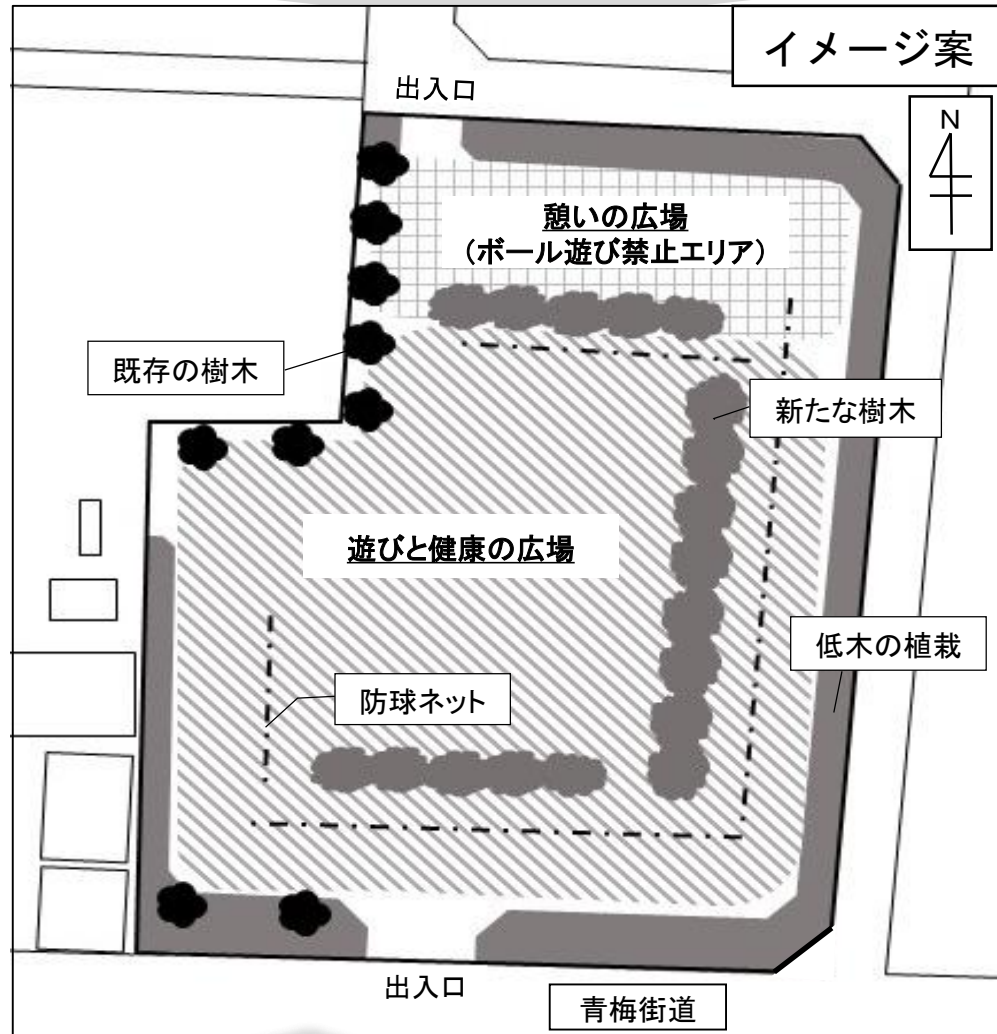 イメージ案
出入口
N
憩いの広場
（ボール遊び禁止エリア）
既存の樹木
新たな樹木
遊びと健康の広場
低木の植栽
防球ネット
出入口
青梅街道